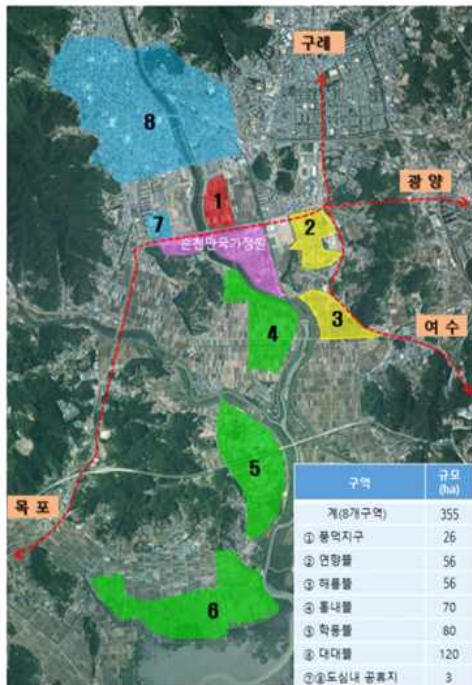 구례
8
광양
1
7
2
순천만국가정원
3
여수
4
5
목포
6
구역 규모(ha)
계(8개구역) 355
① 풍덕지구 26
② 연향뜰 56
③ 해룡뜰 56
④ 홍내뜰 70
⑤ 학동뜰 80
⑥ 대대뜰 120
⑦⑧도심내 공휴지 3